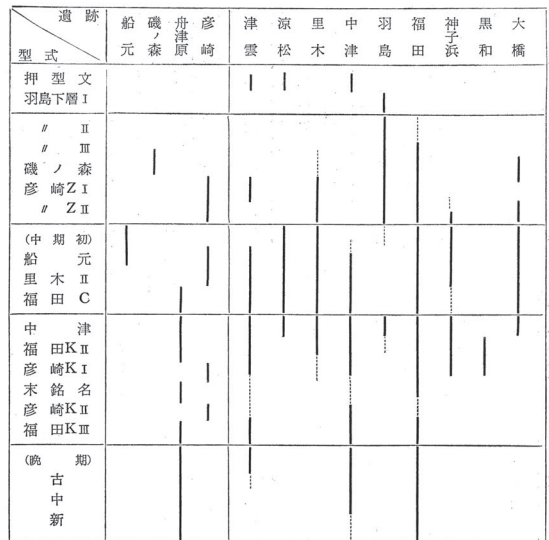 遺跡
型式
船元
磯ノ森
舟津原
彦崎
津雲
涼松
里木
中津
羽島
福田
神子浜
黒和
大橋
押型文
羽島下層Ⅰ
〃 Ⅱ
〃 Ⅲ
磯ノ森
彦崎ZⅠ
〃 ZⅡ
(中期初)
船元
里木Ⅱ
福田C
中津
福田KⅡ
彦崎KⅠ
末銘名
彦崎KⅡ
福田KⅢ
(晩期)
古
中
新